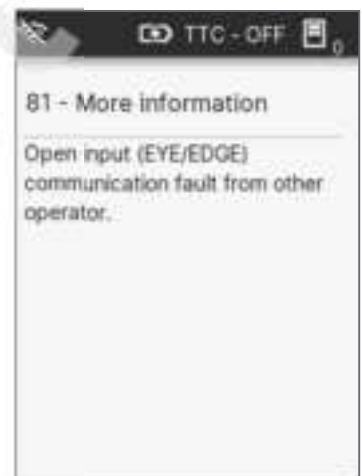 TTC - OFF 0
81 - More information
Open input (EYE/EDGE)
communication fault from other
operator.